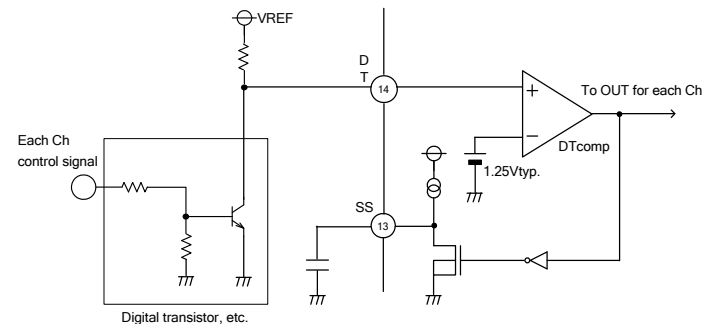 VREF
D
T
14
To OUT for each Ch
+
−
DTcomp
1.25Vtyp.
Each Ch
control signal
SS
13
Digital transistor, etc.